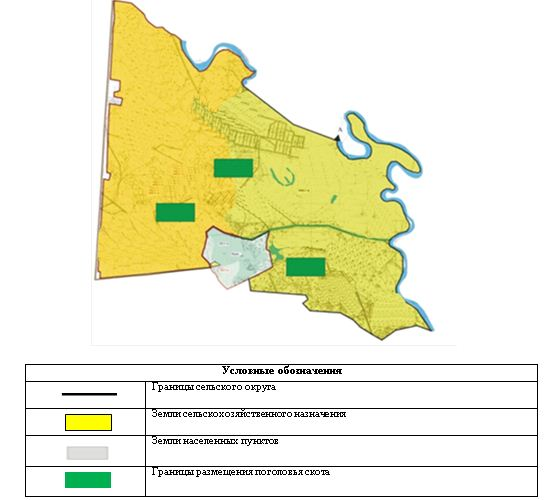 Условные обозначения
Границы сельского округа
Земли сельскохозяйственного назначения
Земли населенных пунктов
Границы размещения поголовья скота